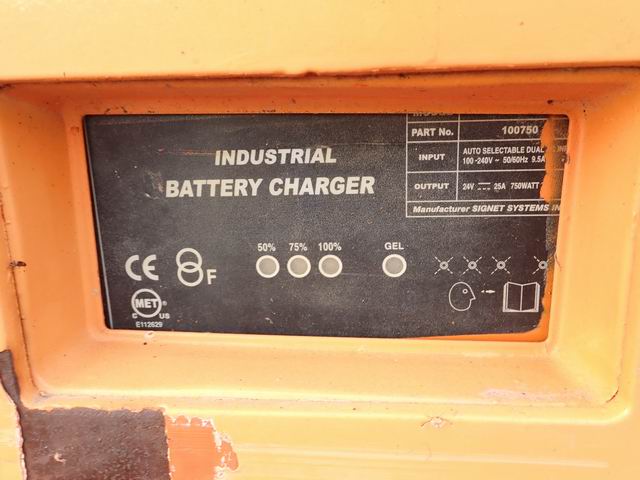 INDUSTRIAL
BATTERY CHARGER
PART No. 100750
INPUT
AUTO SELECTABLE DUAL
100 -240V ~ 50/60Hz 9.5A
OUTPUT
24V 25A 750WATT
Manufacturer SIGNET SYSTEMS IN
50% 75% 100% GEL
CE F
MET ®
C US
E112629